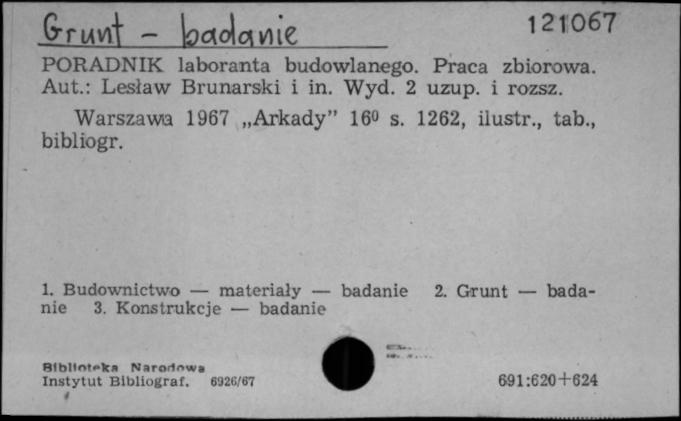 Grunt – badanie
121067
PORADNIK laboranta budowlanego. Praca zbiorowa.
Aut.: Lesław Brunarski i in. Wyd. 2 uzup. i rozsz.
Warszawa 1967 „Arkady” 16⁰ s. 1262, ilustr., tab.,
bibliogr.
1. Budownictwo — materiały — badanie 2. Grunt — bada-
nie 3. Konstrukcje — badanie
Biblioteka Narodowa
Instytut Bibliograf. 6926/67
691:620+624